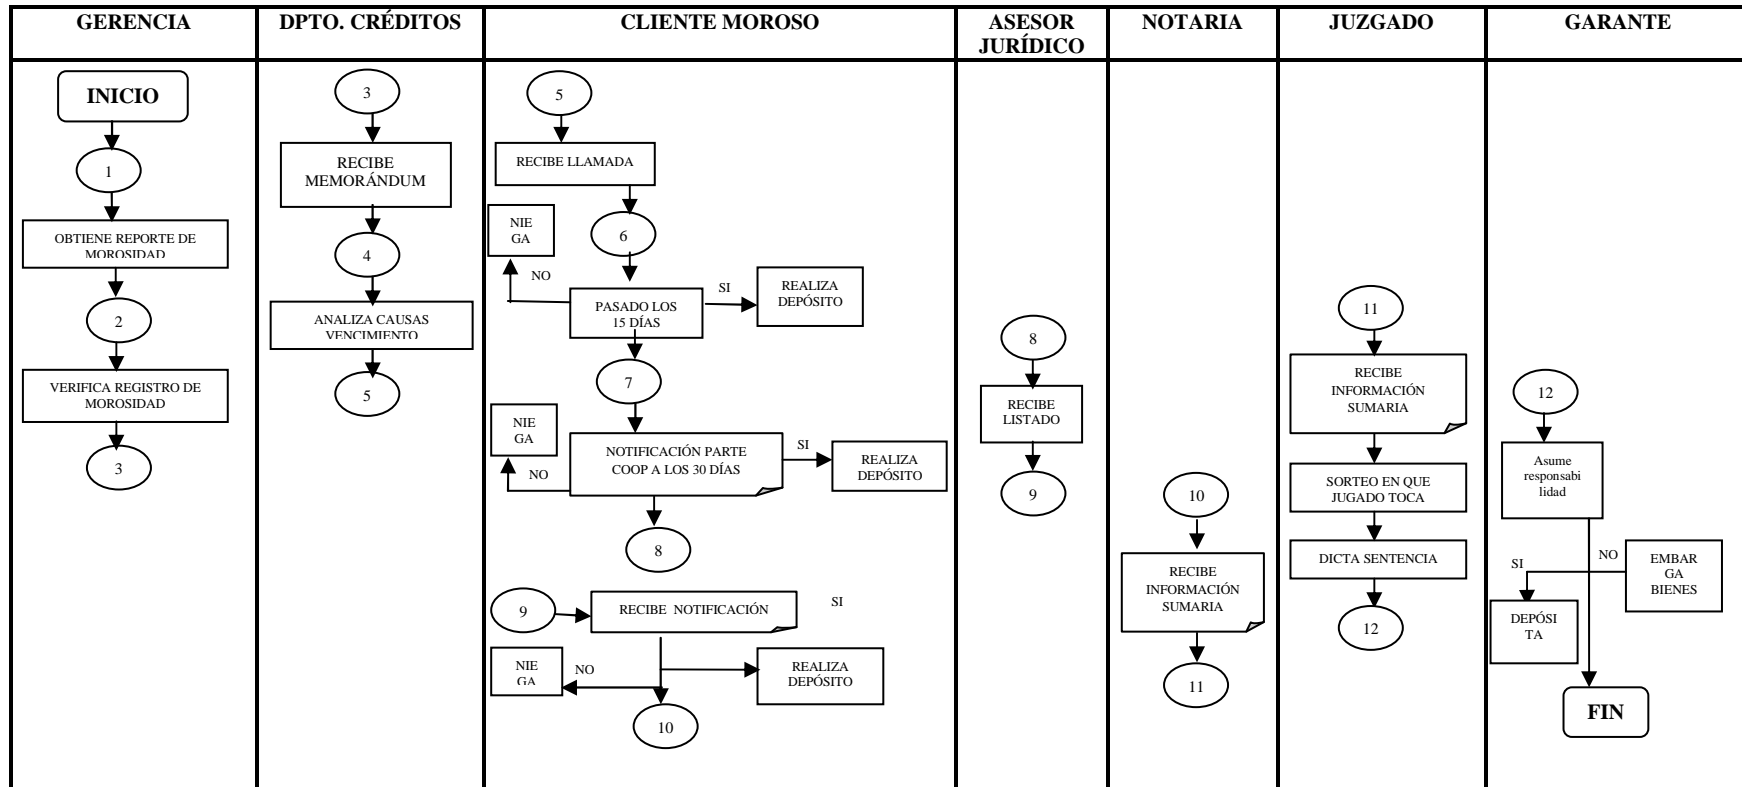 GERENCIA
DPTO. CRÉDITOS
CLIENTE MOROSO
ASESOR
JURÍDICO
NOTARIA
JUZGADO
GARANTE
INICIO
1
OBTIENE REPORTE DE
MOROSIDAD
2
VERIFICA REGISTRO DE
MOROSIDAD
3
3
RECIBE
MEMORÁNDUM
4
ANALIZA CAUSAS
VENCIMIENTO
5
5
RECIBE LLAMADA
NIE
GA
6
NO
SI
REALIZA
DEPÓSITO
PASADO LOS
15 DÍAS
7
NIE
GA
NO
NOTIFICACIÓN PARTE
COOP A LOS 30 DÍAS
SI
REALIZA
DEPÓSITO
8
9
RECIBE NOTIFICACIÓN
SI
NIE
GA
NO
REALIZA
DEPÓSITO
10
8
RECIBE
LISTADO
9
10
RECIBE
INFORMACIÓN
SUMARIA
11
11
RECIBE
INFORMACIÓN
SUMARIA
SORTEO EN QUE
JUGADO TOCA
DICTA SENTENCIA
12
12
Asume
responsabi
lidad
SI
NO
EMBAR
GA
BIENES
DEPÓSI
TA
FIN